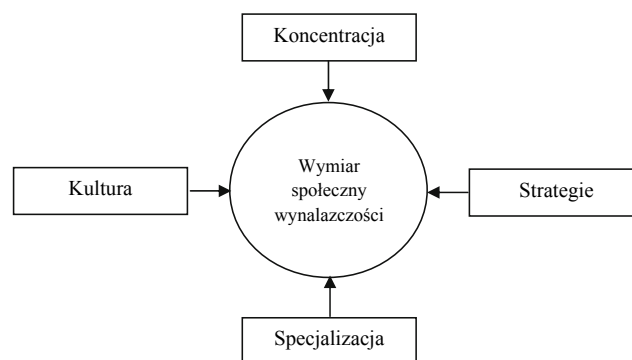 Koncentracja
Kultura
Wymiar
społeczny
wynalazczości
Strategie
Specjalizacja